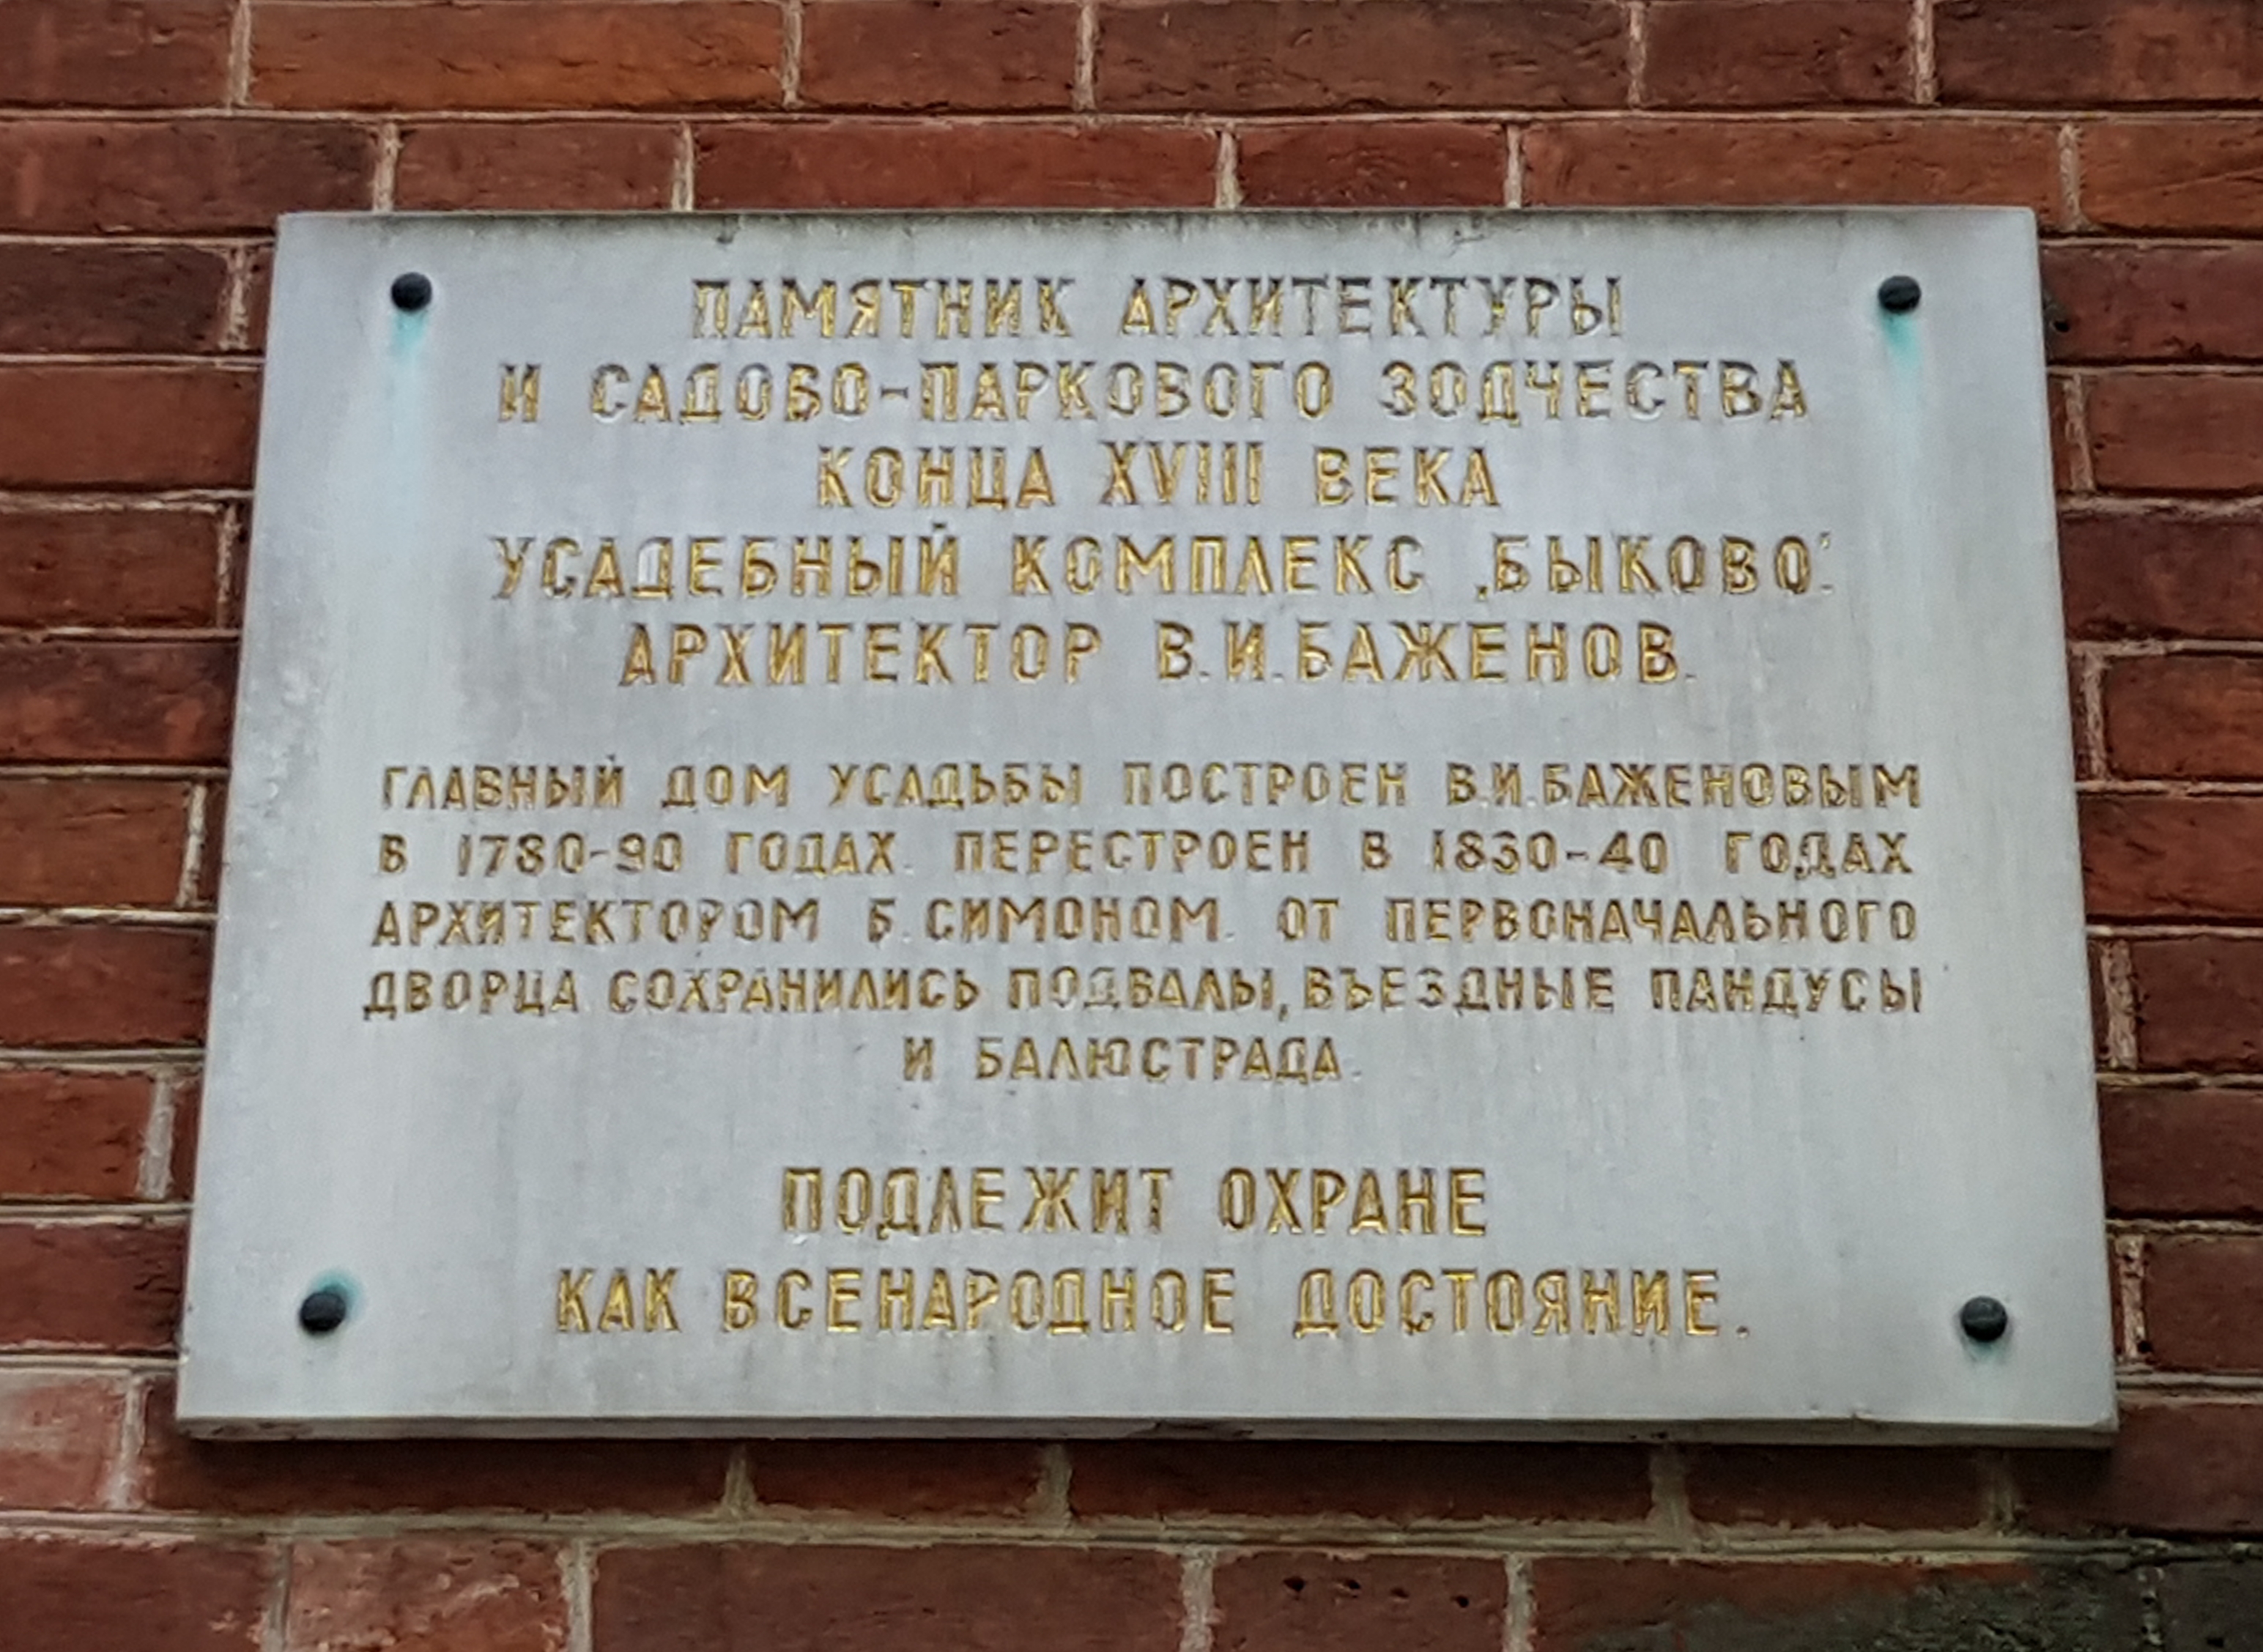 ПАМЯТНИК АРХИТЕКТУРЫ
И САДОВО-ПАРКОВОГО ЗОДЧЕСТВА
КОНЦА XVIII ВЕКА
УСАДЕБНЫЙ КОМПЛЕКС „БЫКОВО".
АРХИТЕКТОР В.И.БАЖЕНОВ.
ГЛАВНЫЙ ДОМ УСАДЬБЫ ПОСТРОЕН В.И.БАЖЕНОВЫМ
В 1780-90 ГОДАХ. ПЕРЕСТРОЕН В 1830-40 ГОДАХ
АРХИТЕКТОРОМ Б.СИМОНОМ. ОТ ПЕРВОНАЧАЛЬНОГО
ДВОРЦА СОХРАНИЛИСЬ ПОДВАЛЫ, ВЪЕЗДНЫЕ ПАНДУСЫ
И БАЛЮСТРАДА.
ПОДЛЕЖИТ ОХРАНЕ
КАК ВСЕНАРОДНОЕ ДОСТОЯНИЕ.